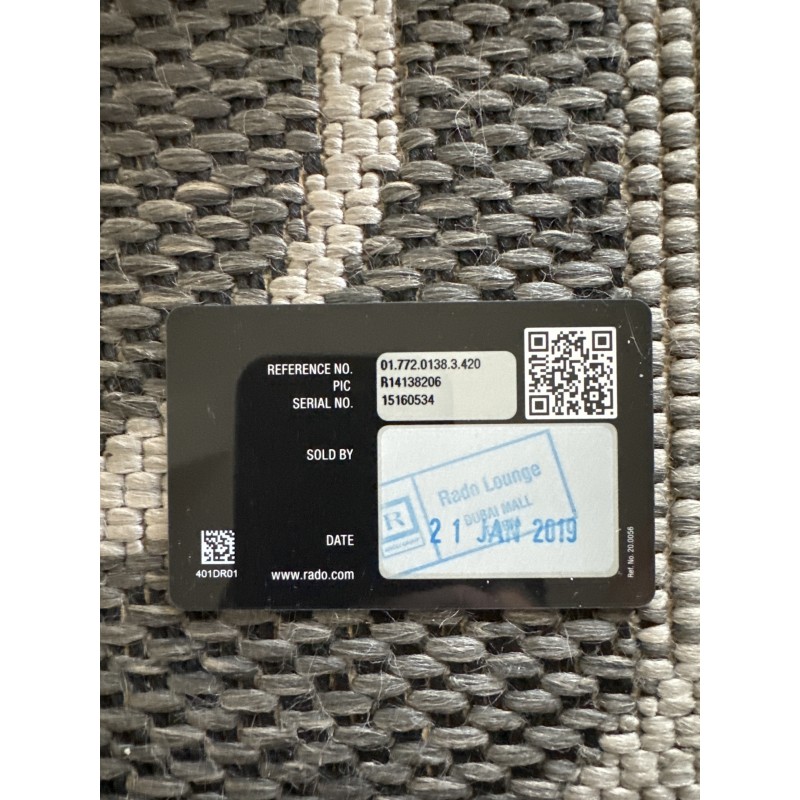 REFERENCE NO. 01.772.0138.3.420
PIC R14138206
SERIAL NO. 15160534
SOLD BY
Rado Lounge
DUBAI MALL
R
DATE 21 JAN 2019
401DR01
www.rado.com
Ref. No. 20.0056